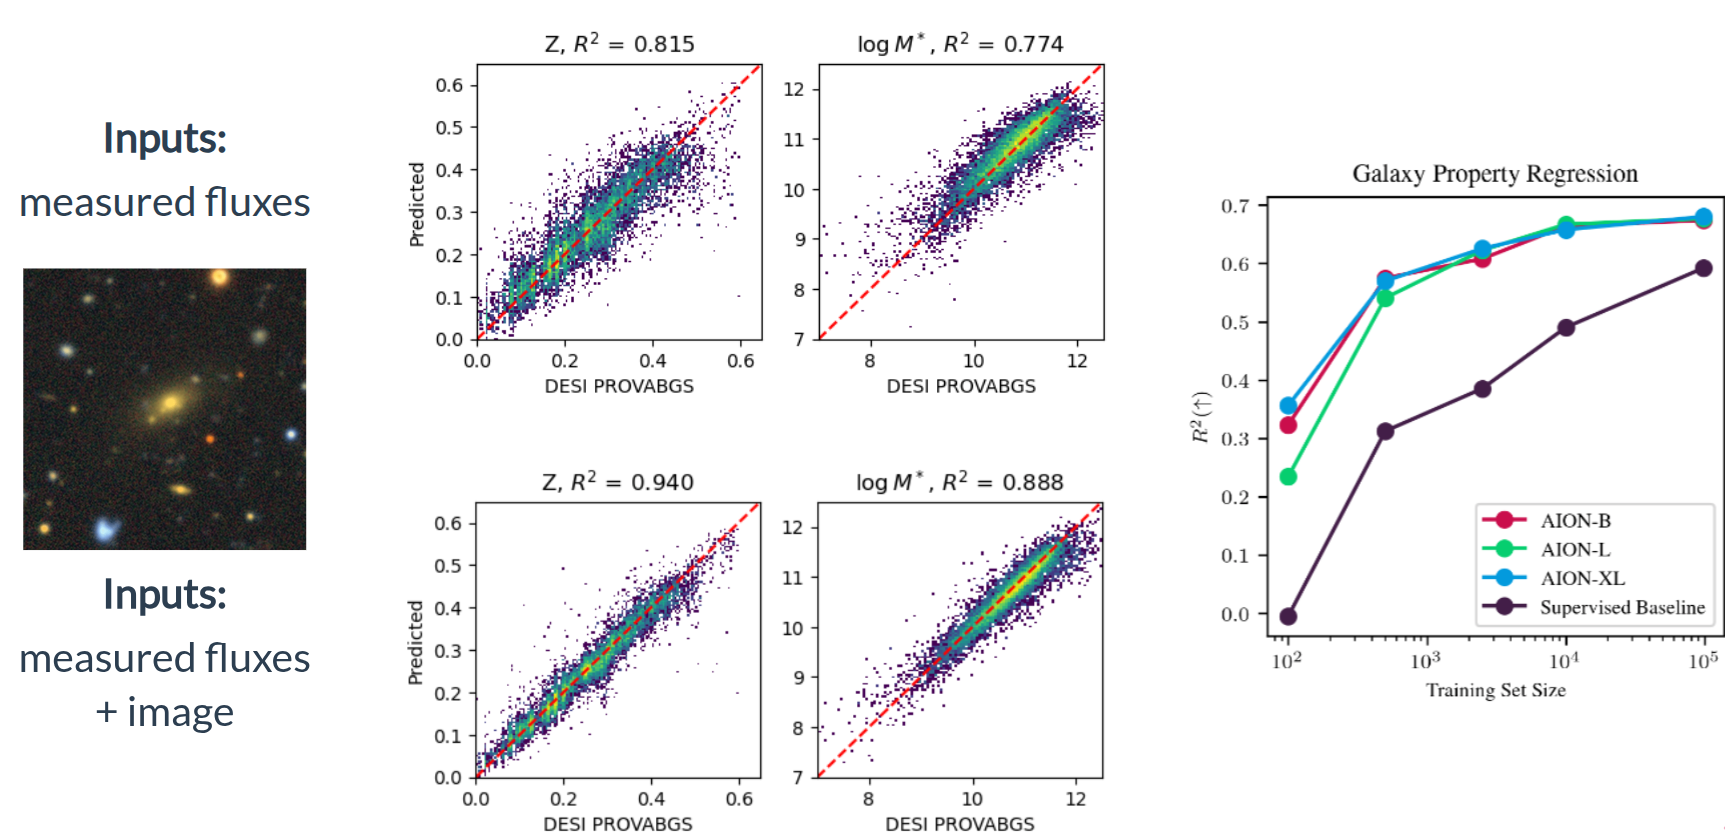 Inputs:
measured fluxes
Inputs:
measured fluxes
+ image
Z, R² = 0.815
0.6
0.5
0.4
0.3
0.2
0.1
0.0
Predicted
0.0 0.2 0.4 0.6
DESI PROVABGS
log M*, R² = 0.774
12
11
10
9
8
7
8 10 12
DESI PROVABGS
Z, R² = 0.940
0.6
0.5
0.4
0.3
0.2
0.1
0.0
Predicted
0.0 0.2 0.4 0.6
DESI PROVABGS
log M*, R² = 0.888
12
11
10
9
8
7
8 10 12
DESI PROVABGS
Galaxy Property Regression
0.7
0.6
0.5
0.4
0.3
0.2
0.1
0.0
R²(↑)
AION-B
AION-L
AION-XL
Supervised Baseline
10² 10³ 10⁴ 10⁵
Training Set Size